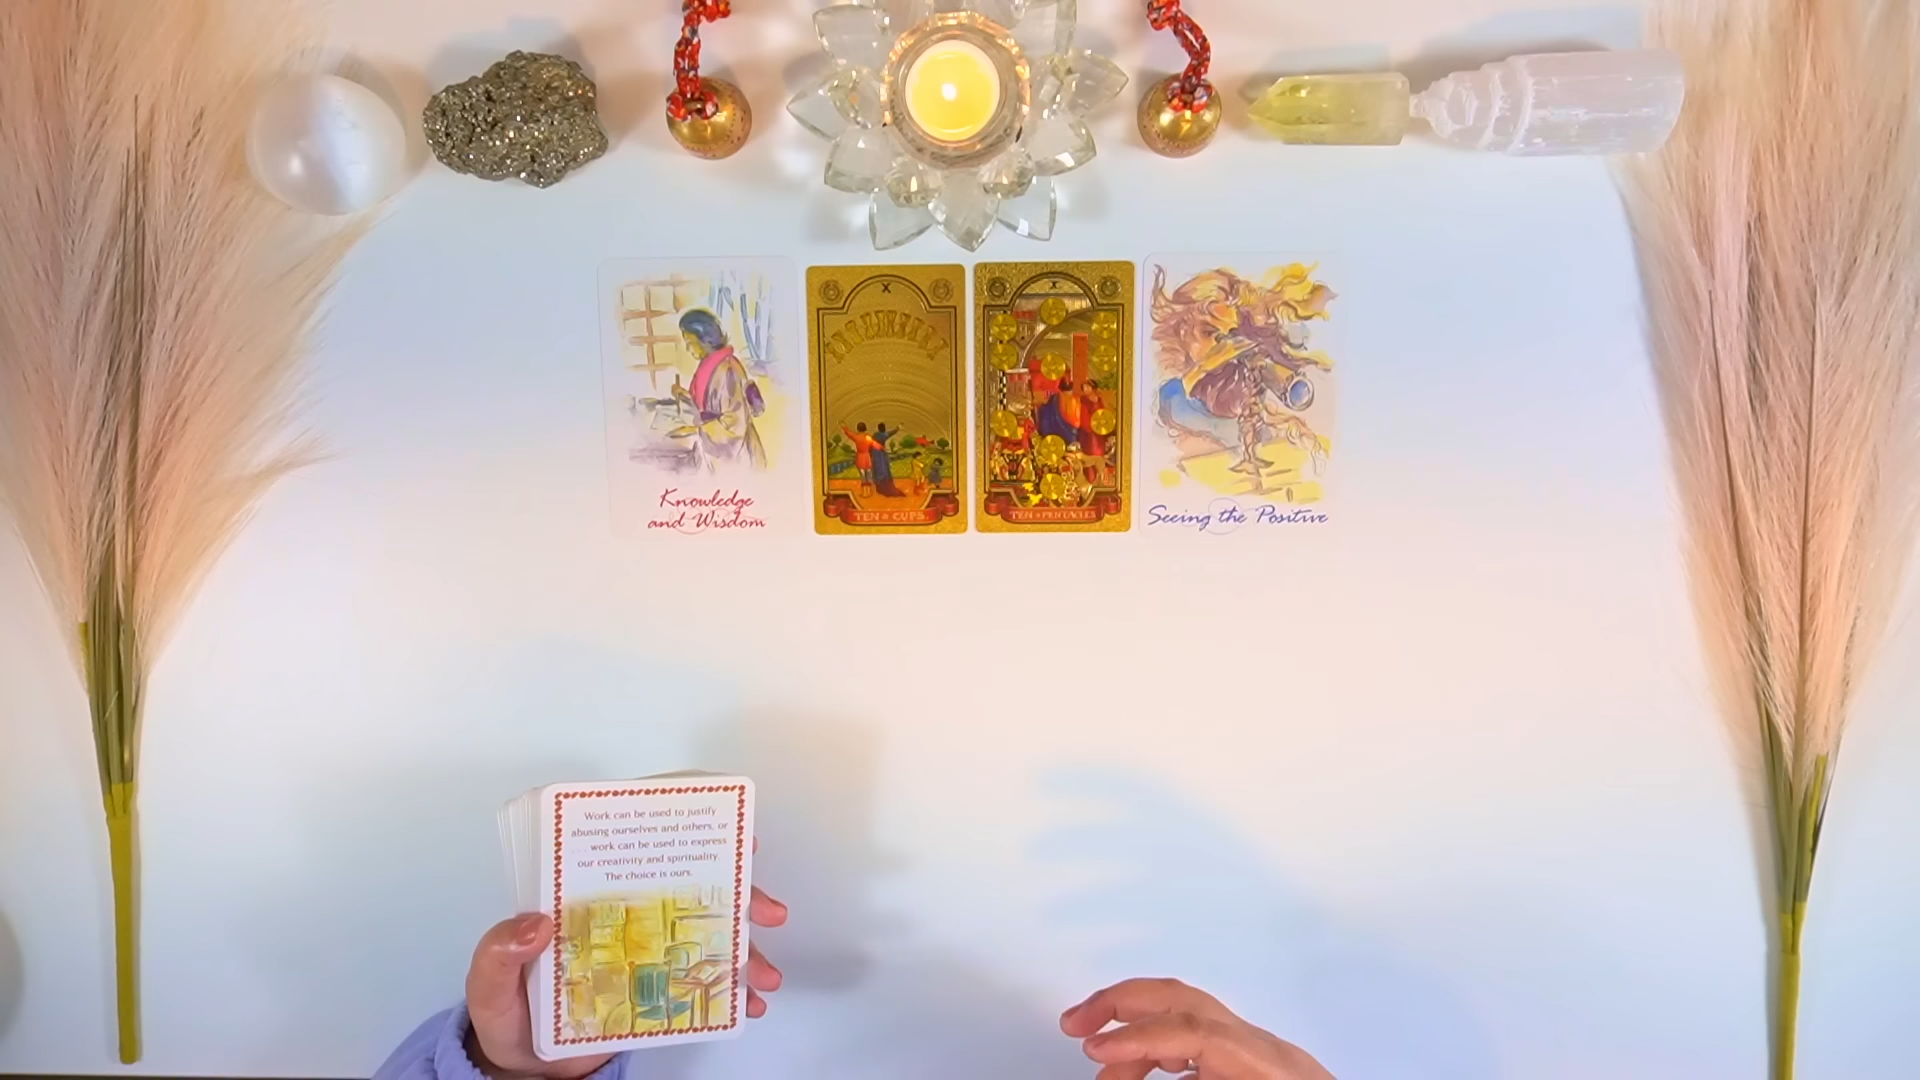 Knowledge
and Wisdom
X
TEN of CUPS
X
TEN of PENTACLES
Seeing the Positive
Work can be used to justify
abusing ourselves and others, or
. . . work can be used to express
our creativity and spirituality.
The choice is ours.